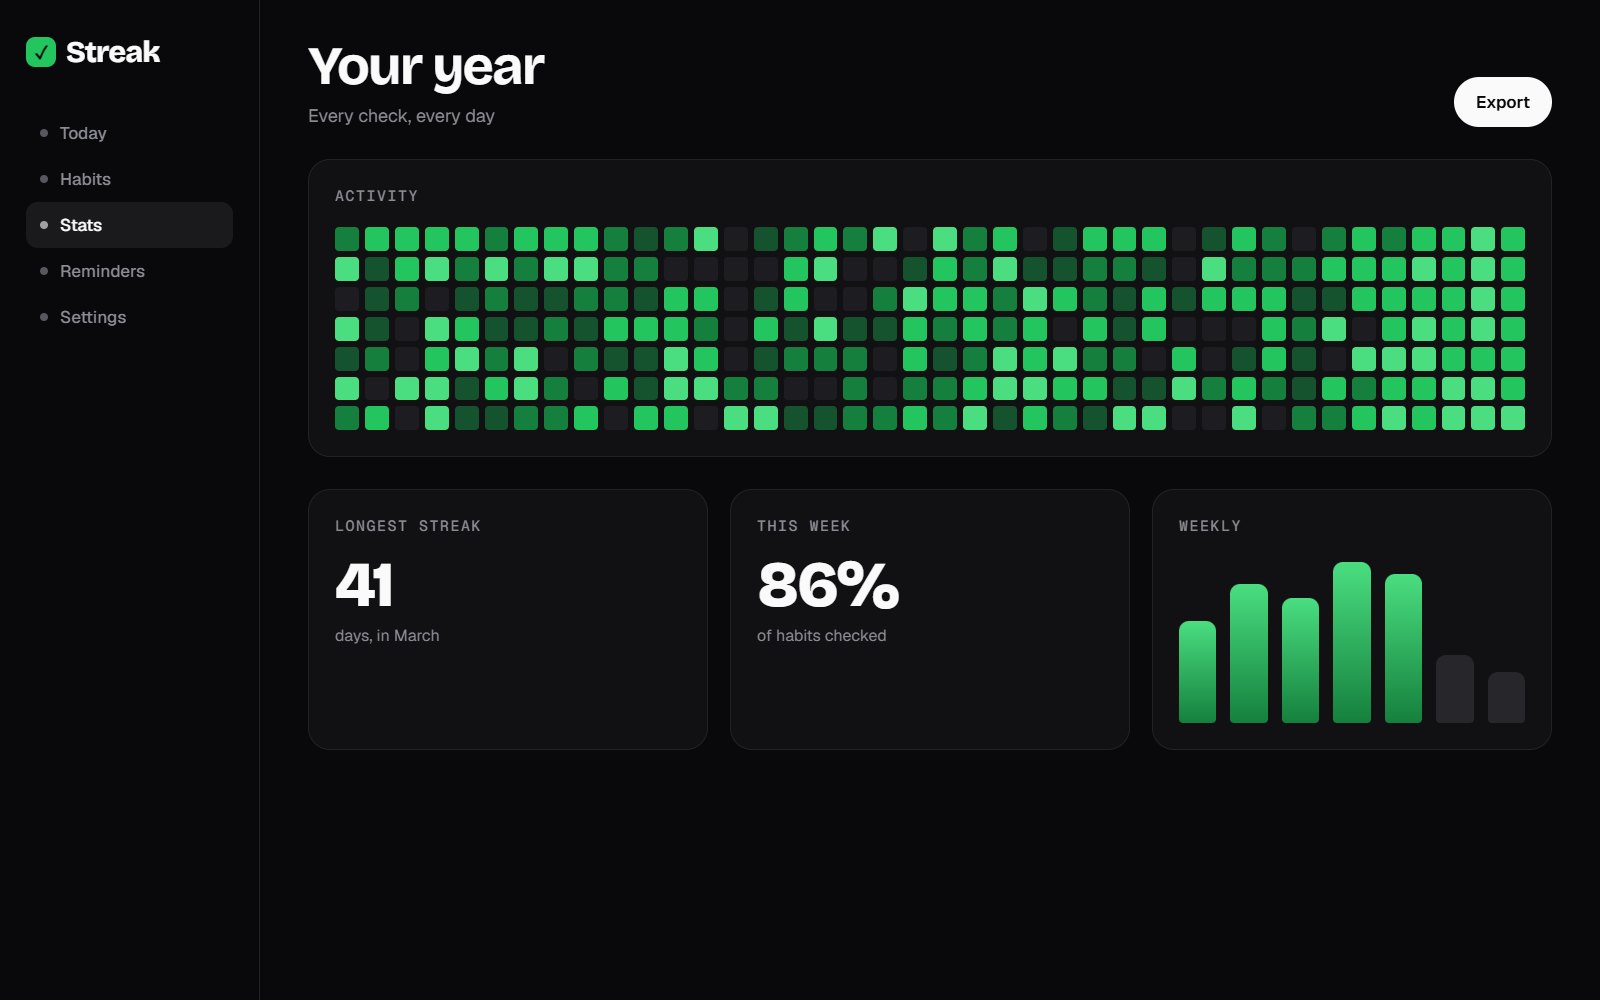 Streak
Today
Habits
Stats
Reminders
Settings
Your year
Every check, every day
Export
ACTIVITY
LONGEST STREAK
41
days, in March
THIS WEEK
86%
of habits checked
WEEKLY